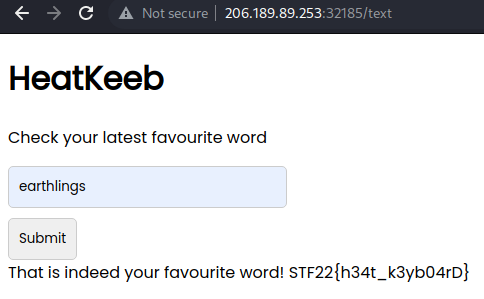 Not secure | 206.189.89.253:32185/text
HeatKeeb
Check your latest favourite word
earthlings
Submit
That is indeed your favourite word! STF22{h34t_k3yb04rD}